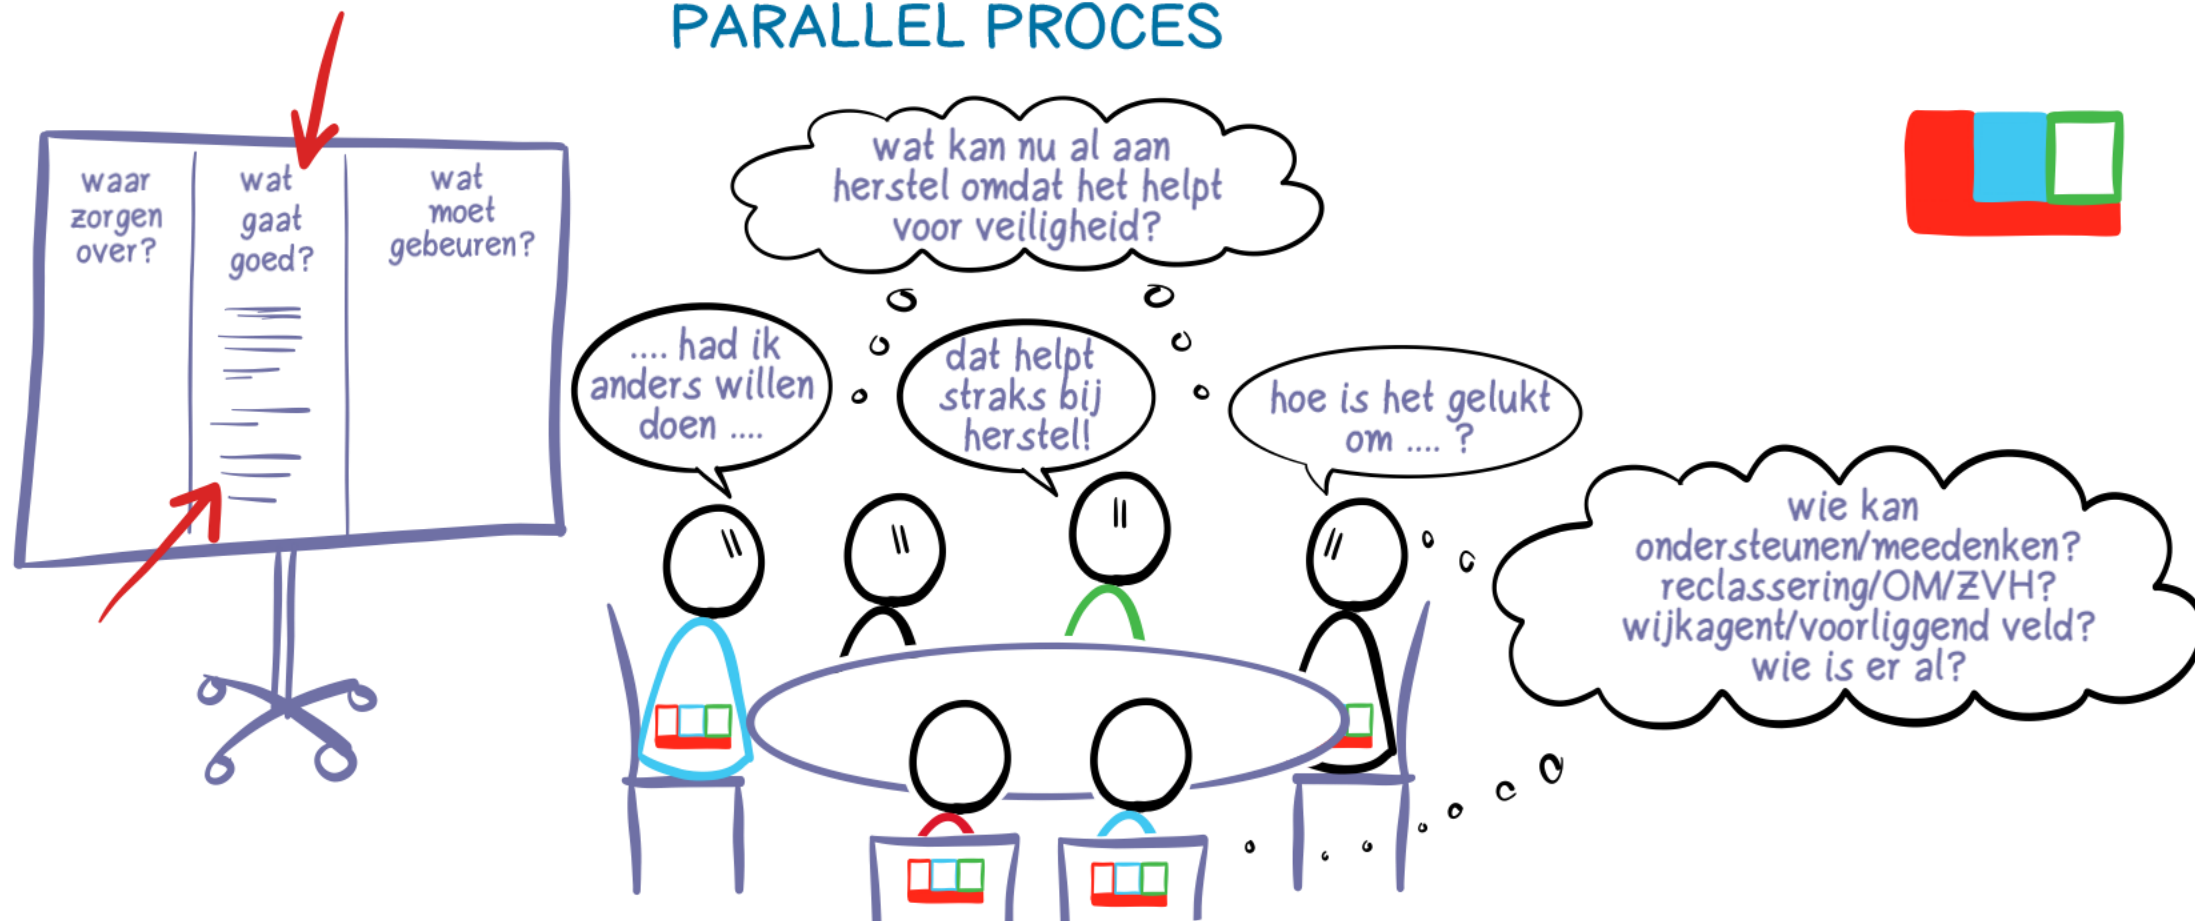 PARALLEL PROCES
waar
zorgen
over?
wat
gaat
goed?
wat
moet
gebeuren?
wat kan nu al aan
herstel omdat het helpt
voor veiligheid?
.... had ik
anders willen
doen ....
dat helpt
straks bij
herstel!
hoe is het gelukt
om .... ?
wie kan
ondersteunen/meedenken?
reclassering/OM/ZVH?
wijkagent/voorliggend veld?
wie is er al?